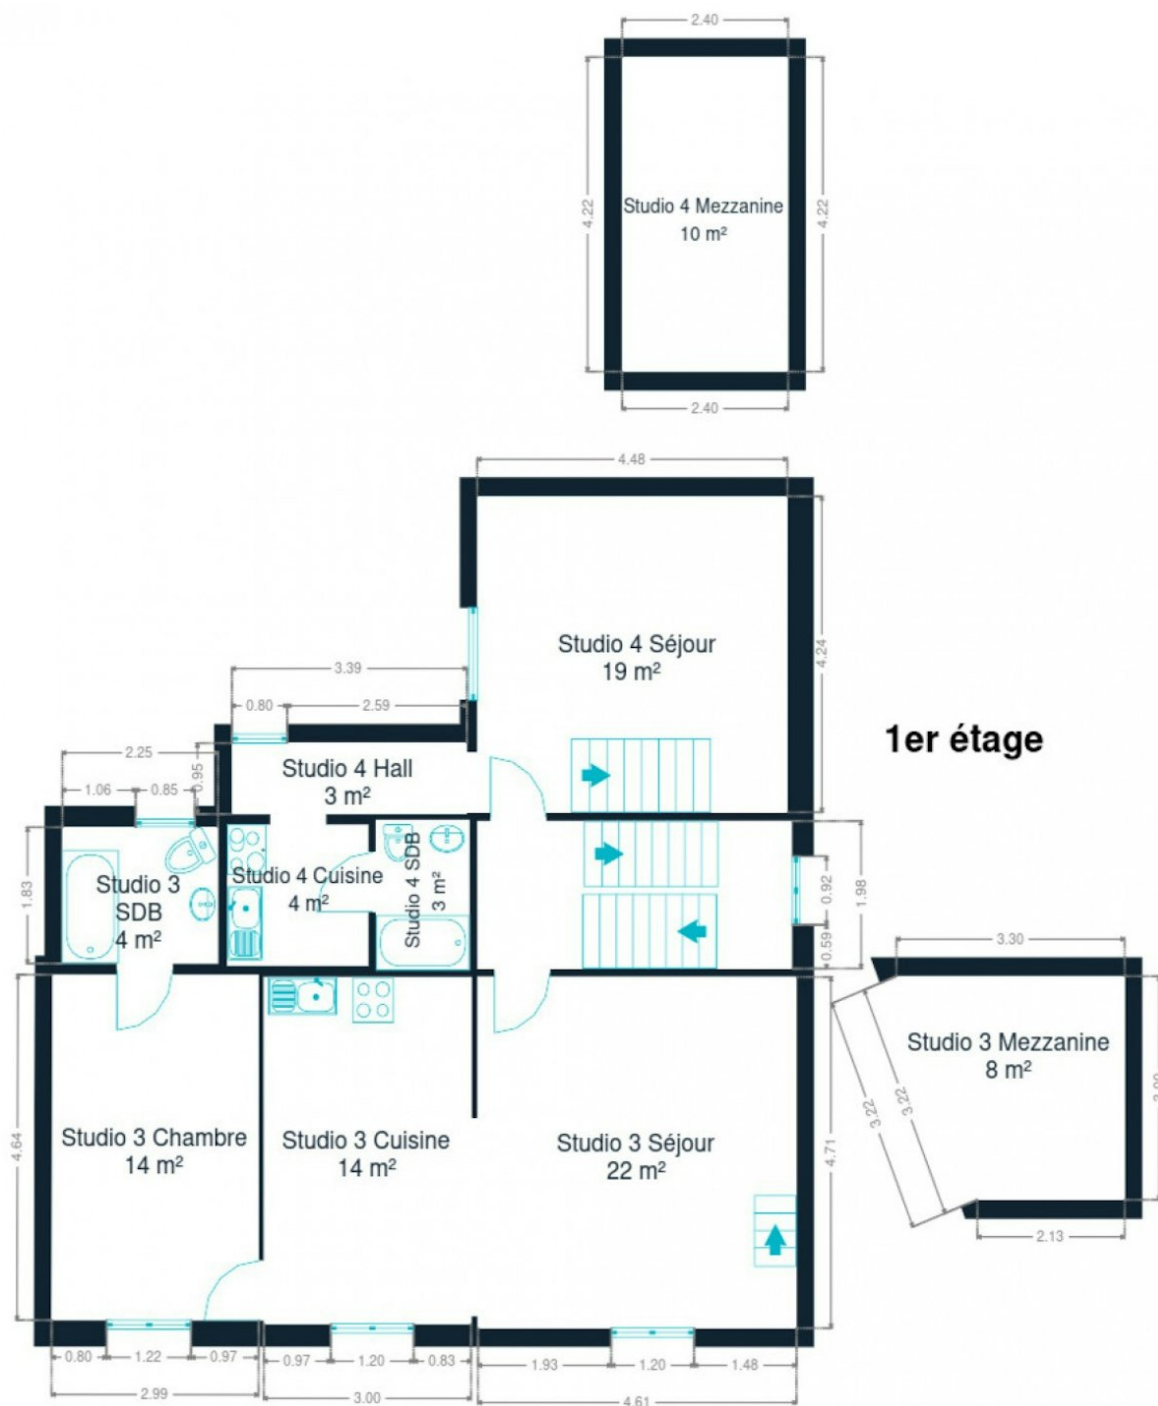 2.40
4.22
4.22
Studio 4 Mezzanine
10 m²
2.40
4.48
Studio 4 Séjour
19 m²
4.24
3.39
0.80
2.59
1er étage
2.25
1.06
0.85
0.95
Studio 4 Hall
3 m²
1.83
Studio 3
SDB
4 m²
Studio 4 Cuisine
4 m²
Studio 4 SDB
3 m²
0.92
0.59
1.98
3.30
Studio 3 Mezzanine
8 m²
3.22
3.22
2.13
4.64
Studio 3 Chambre
14 m²
Studio 3 Cuisine
14 m²
Studio 3 Séjour
22 m²
4.71
0.80
1.22
0.97
0.97
1.20
0.83
1.93
1.20
1.48
2.99
3.00
4.61